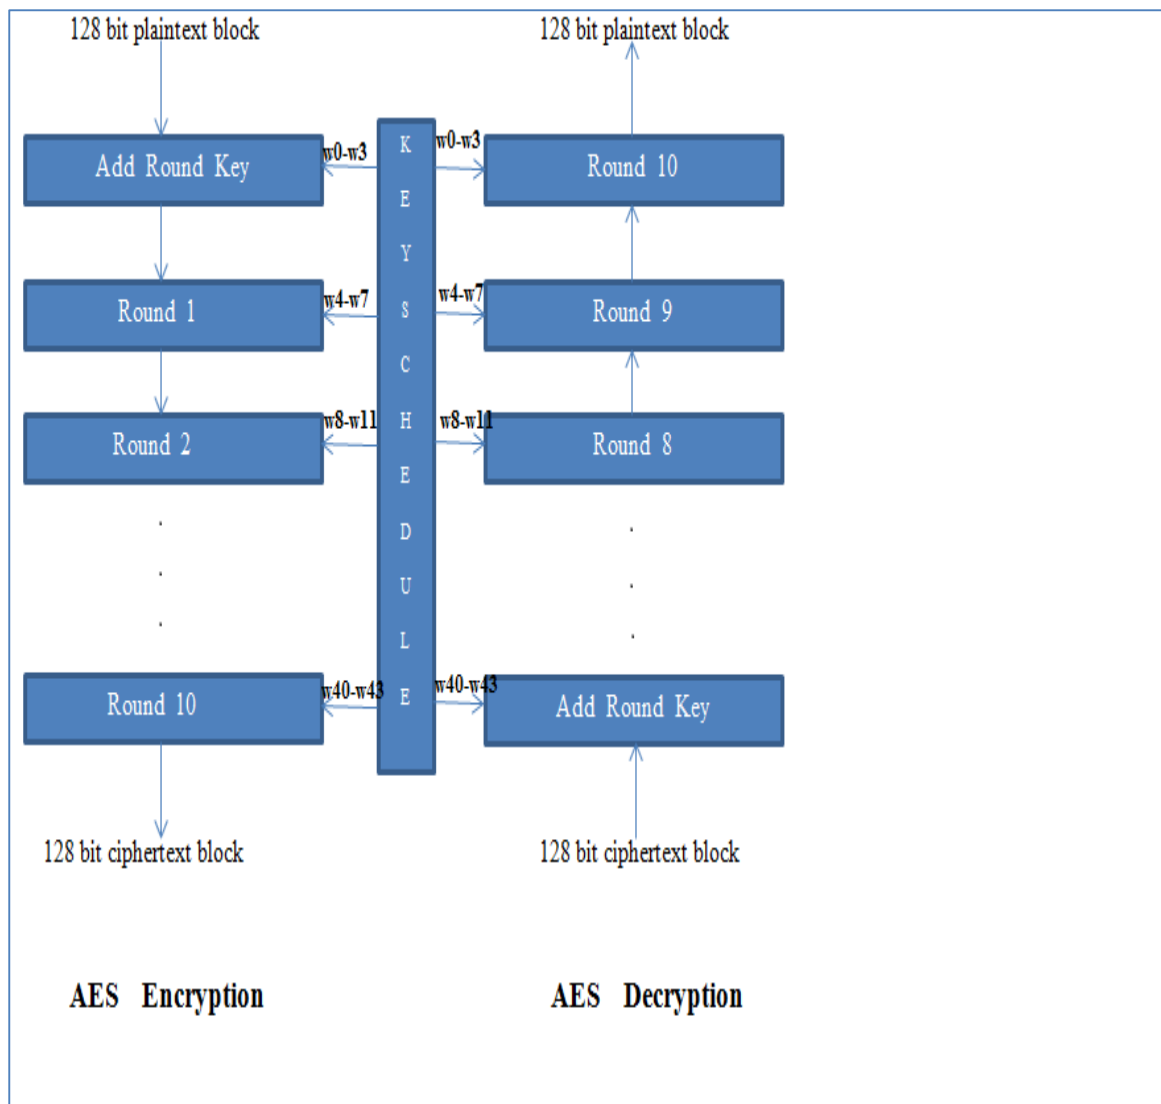 128 bit plaintext block
128 bit plaintext block
Add Round Key
w0-w3
K
E
Y
S
C
H
E
D
U
L
E
w0-w3
Round 10
Round 1
w4-w7
w4-w7
Round 9
Round 2
w8-w11
w8-w11
Round 8
.
.
.
.
.
.
Round 10
w40-w43
w40-w43
Add Round Key
128 bit ciphertext block
128 bit ciphertext block
AES Encryption
AES Decryption